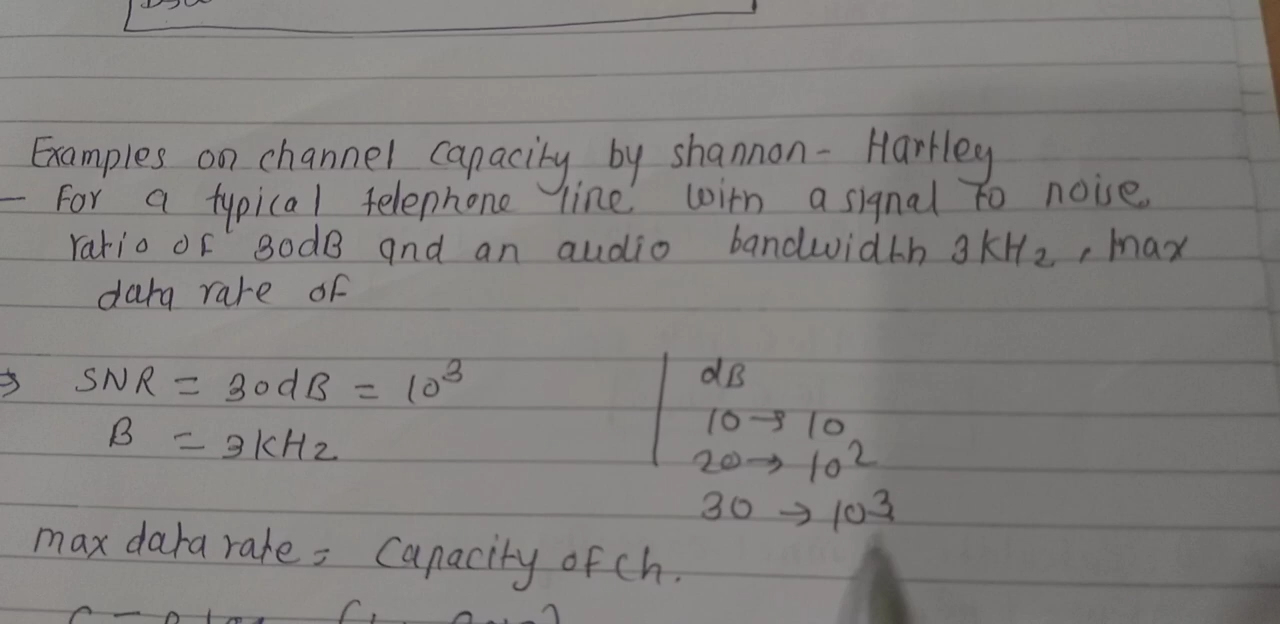 Examples on channel capacity by shannon - Hartley
- For a typical telephone line with a signal to noise
ratio of 30dB and an audio bandwidth 3KHz, max
data rate of
→ SNR = 30dB = 10³
B = 3KHz
dB
10 → 10
20 → 10²
30 → 10³
max data rate = capacity of ch.